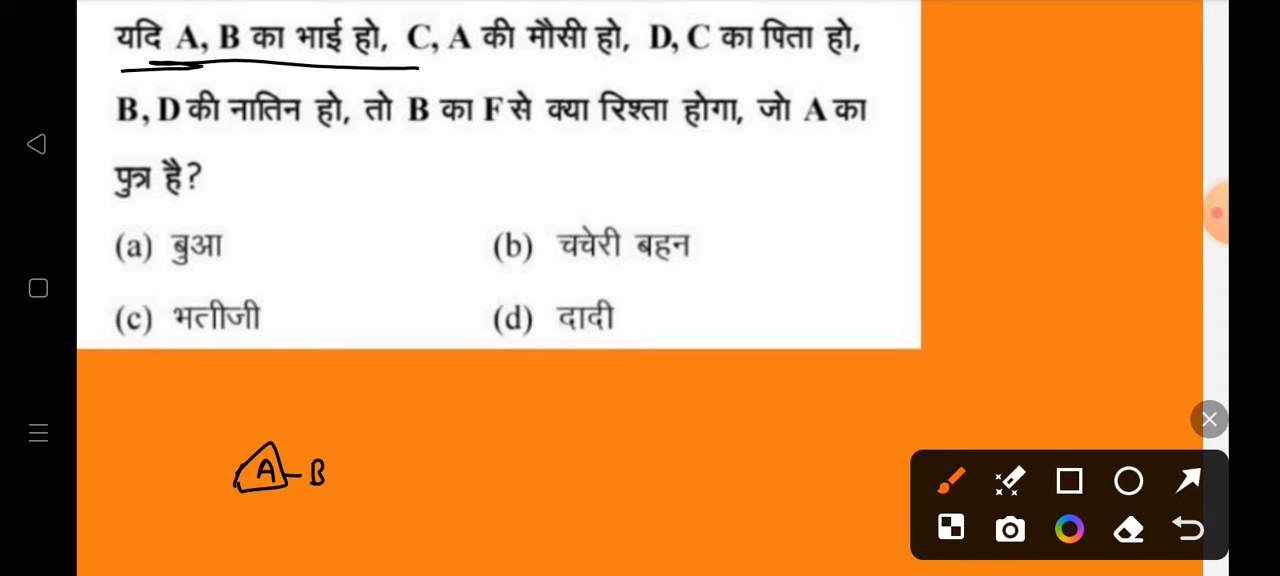 यदि A, B का भाई हो, C, A की मौसी हो, D, C का पिता हो,
B, D की नातिन हो, तो B का F से क्या रिश्ता होगा, जो A का
पुत्र है?
(a) बुआ (b) चचेरी बहन
(c) भतीजी (d) दादी
A-B